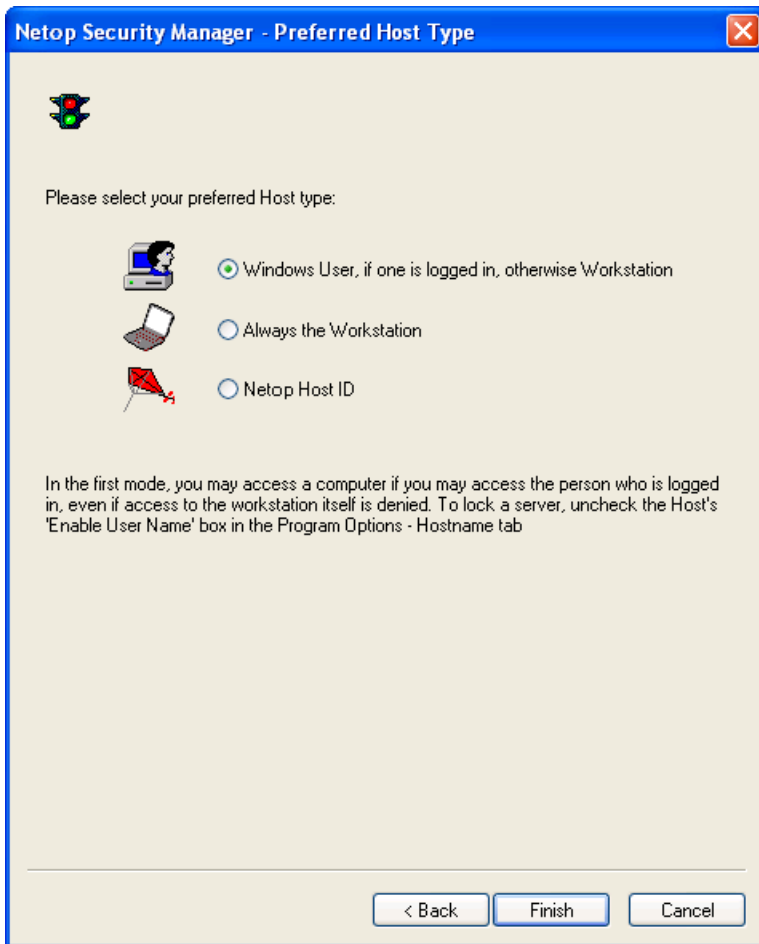 Netop Security Manager - Preferred Host Type
Please select your preferred Host type:
Windows User, if one is logged in, otherwise Workstation
Always the Workstation
Netop Host ID
In the first mode, you may access a computer if you may access the person who is logged
in, even if access to the workstation itself is denied. To lock a server, uncheck the Host's
'Enable User Name' box in the Program Options - Hostname tab
< Back
Finish
Cancel